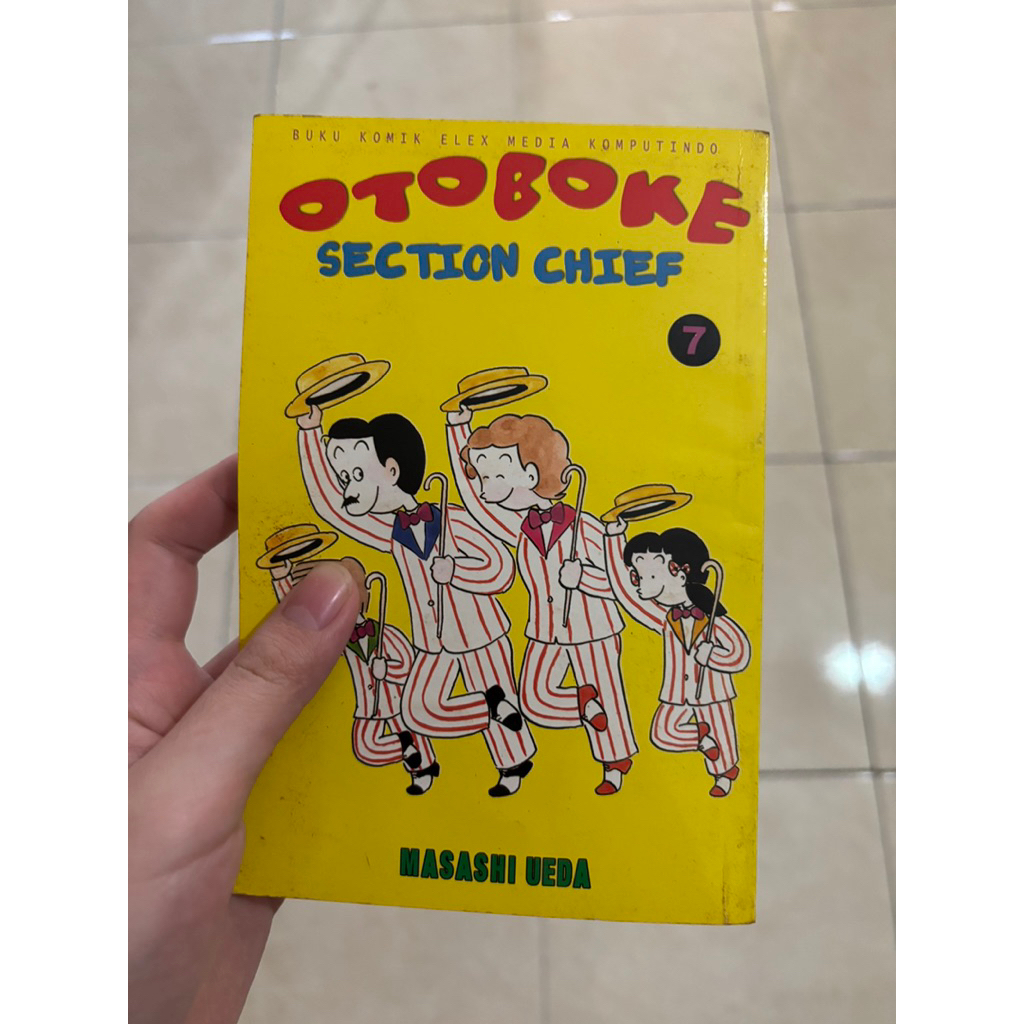 BUKU KOMIK ELEX MEDIA KOMPUTINDO
OTOBOKE
SECTION CHIEF
7
MASASHI UEDA